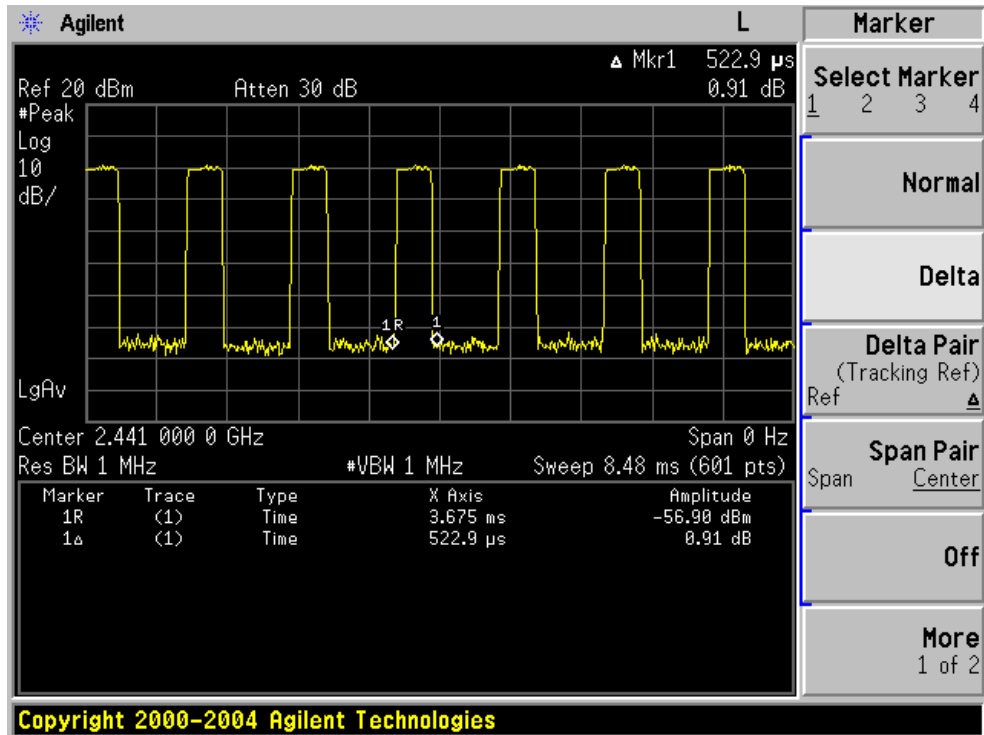 Agilent L
Δ Mkr1 522.9 µs
Ref 20 dBm Atten 30 dB 0.91 dB
#Peak
Log
10
dB/
1R 1
LgAv
Center 2.441 000 0 GHz Span 0 Hz
Res BW 1 MHz #VBW 1 MHz Sweep 8.48 ms (601 pts)
Marker Trace Type X Axis Amplitude
1R (1) Time 3.675 ms -56.90 dBm
1Δ (1) Time 522.9 µs 0.91 dB
Marker
Select Marker
1 2 3 4
Normal
Delta
Delta Pair
(Tracking Ref)
Ref Δ
Span Pair
Span Center
Off
More
1 of 2
Copyright 2000-2004 Agilent Technologies